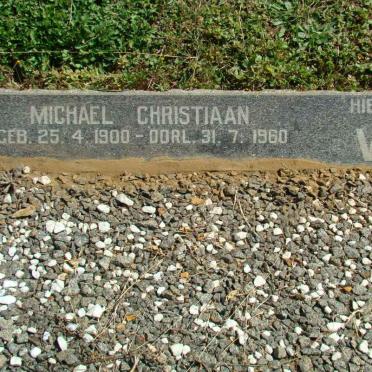 MICHAEL CHRISTIAAN
GEB. 25. 4. 1900 - OORL. 31. 7. 1960